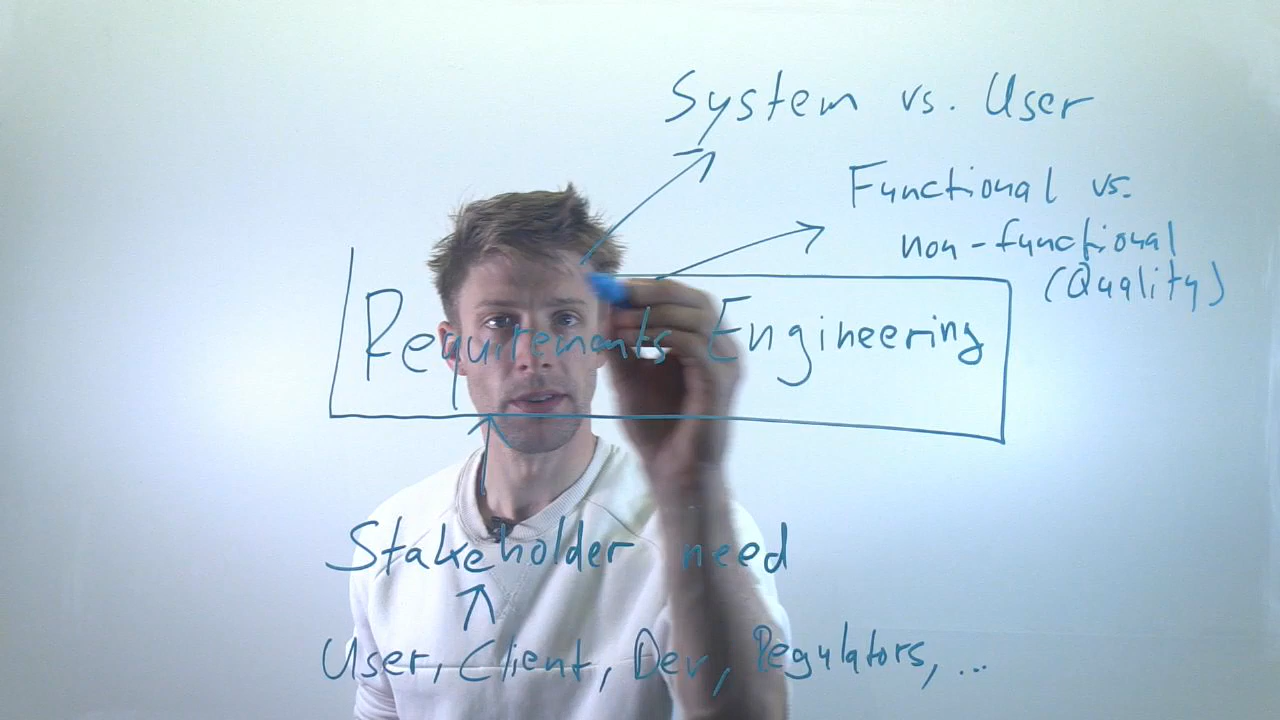 System vs. User
Functional vs.
non-functional
(Quality)
Requirements Engineering
Stakeholder need
User, Client, Dev, Regulators, ...